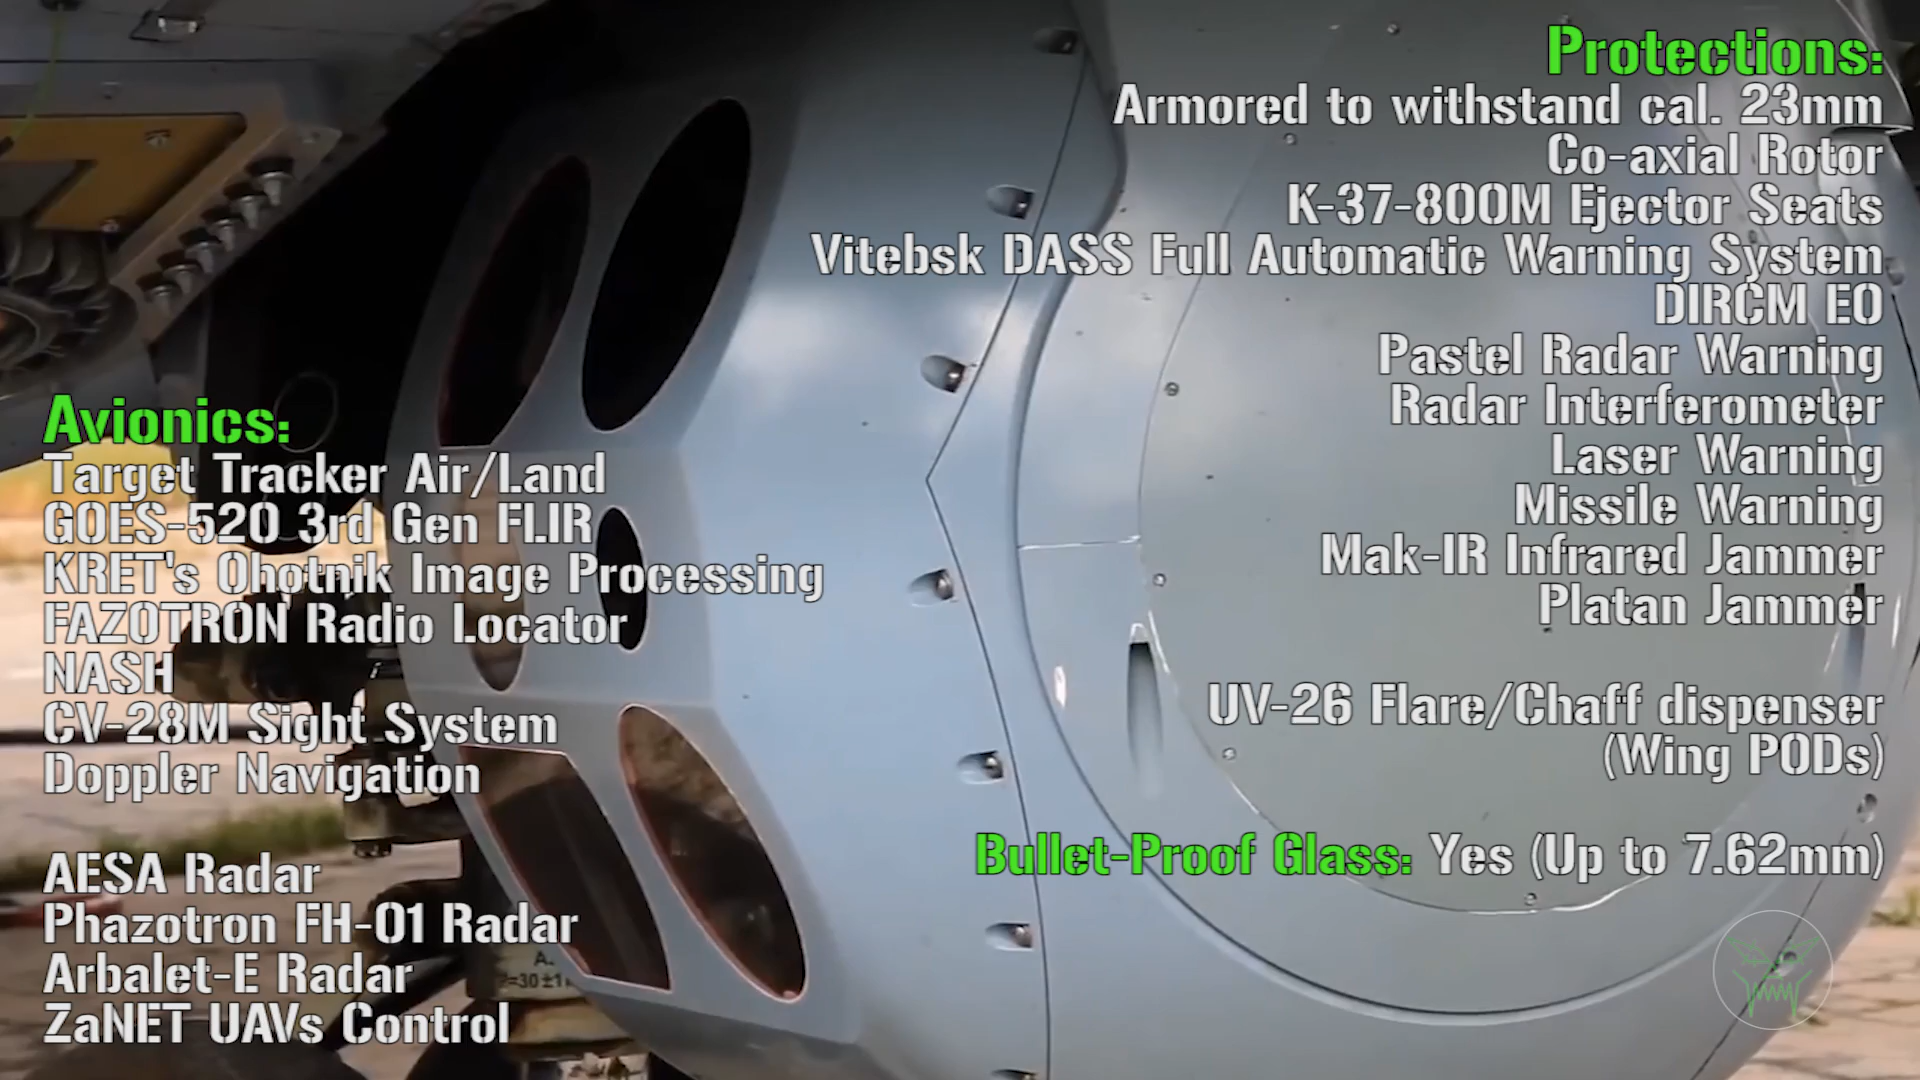 Protections:
Armored to withstand cal. 23mm
Co-axial Rotor
K-37-800M Ejector Seats
Vitebsk DASS Full Automatic Warning System
DIRCM EO
Pastel Radar Warning
Radar Interferometer
Laser Warning
Missile Warning
Mak-IR Infrared Jammer
Platan Jammer
UV-26 Flare/Chaff dispenser
(Wing PODs)
Bullet-Proof Glass: Yes (Up to 7.62mm)
Avionics:
Target Tracker Air/Land
GOES-520 3rd Gen FLIR
KRET's Ohotnik Image Processing
FAZOTRON Radio Locator
NASH
CV-28M Sight System
Doppler Navigation
AESA Radar
Phazotron FH-01 Radar
Arbalet-E Radar
ZaNET UAVs Control